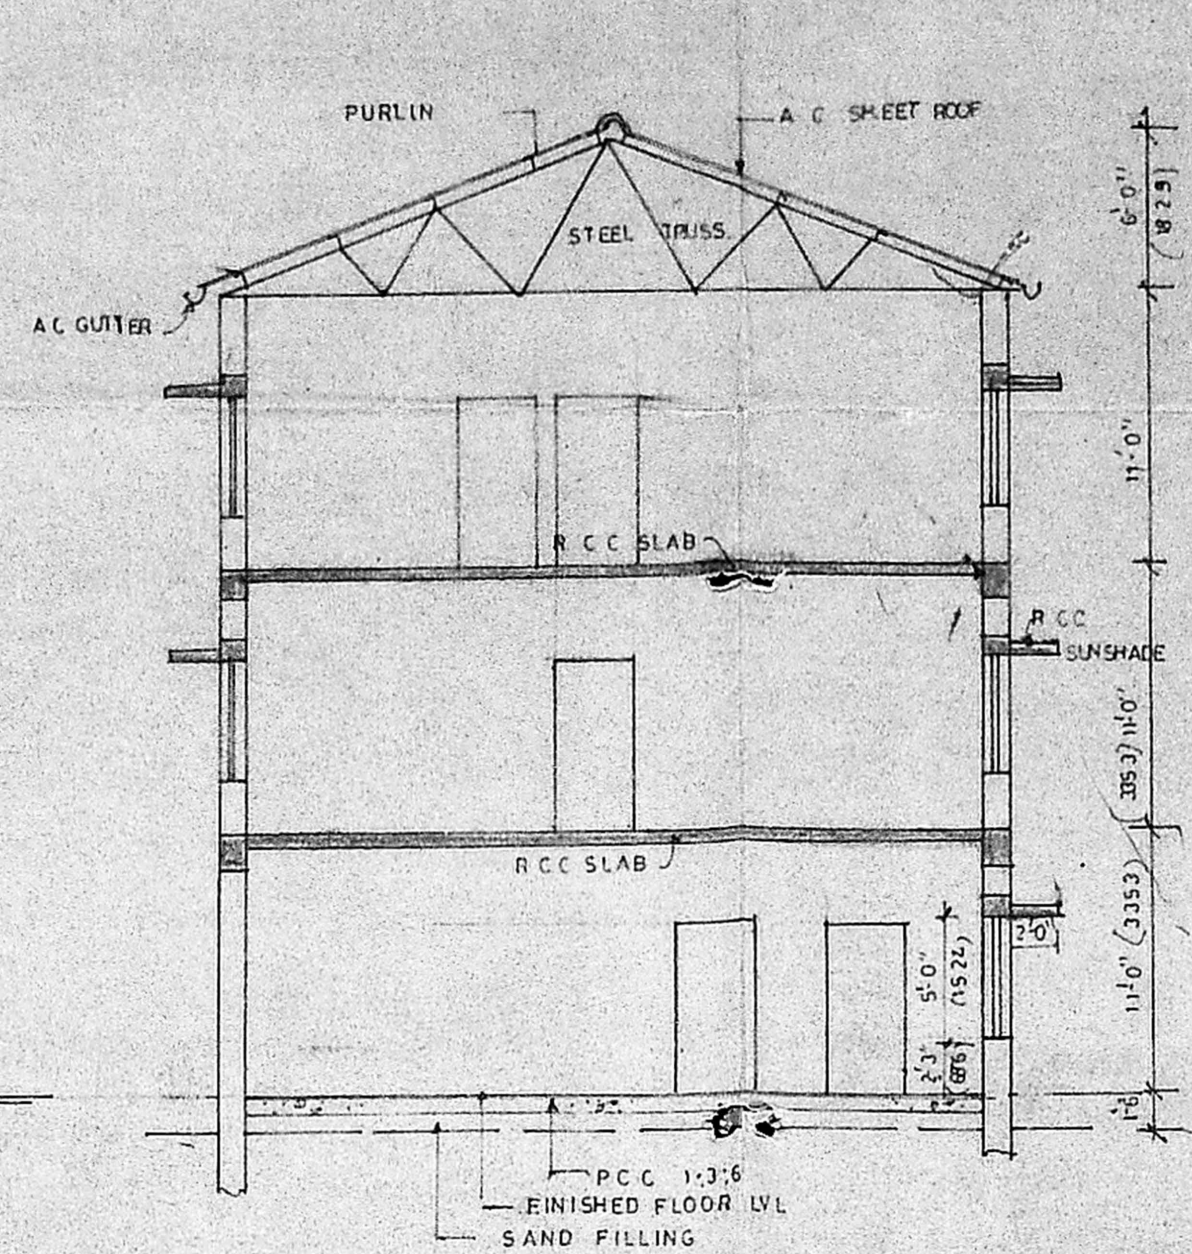 PURLIN
A C SHEET ROOF
6'-0"
(1829)
STEEL TRUSS
A C GUTTER
11'-0"
R C C SLAB
R C C
SUNSHADE
(3353) 11'-0"
R C C SLAB
11'-0" (3353)
2'-0"
5'-0"
(1524)
2'-3"
(686)
1'-6"
P C C 1:3:6
FINISHED FLOOR LVL
SAND FILLING